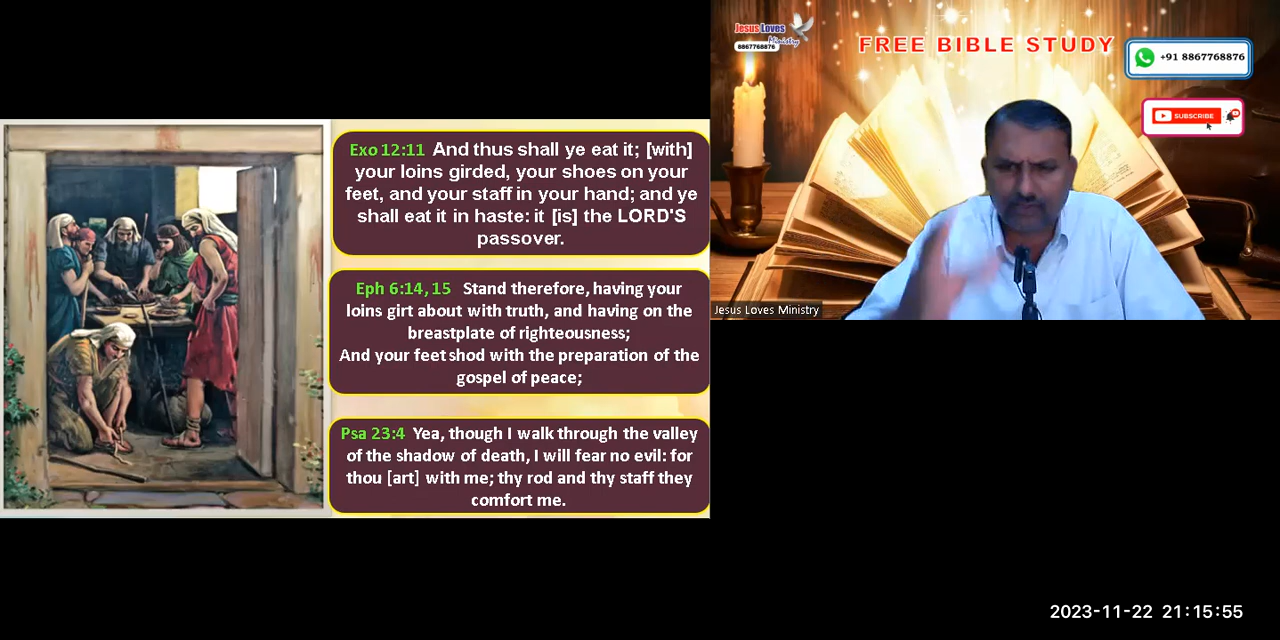 Exo 12:11 And thus shall ye eat it; [with]
your loins girded, your shoes on your
feet, and your staff in your hand; and ye
shall eat it in haste: it [is] the LORD'S
passover.
Eph 6:14, 15 Stand therefore, having your
loins girt about with truth, and having on the
breastplate of righteousness;
And your feet shod with the preparation of the
gospel of peace;
Psa 23:4 Yea, though I walk through the valley
of the shadow of death, I will fear no evil: for
thou [art] with me; thy rod and thy staff they
comfort me.
Jesus Loves
Ministry
8867768876
FREE BIBLE STUDY
+91 8867768876
SUBSCRIBE
Jesus Loves Ministry
2023-11-22 21:15:55